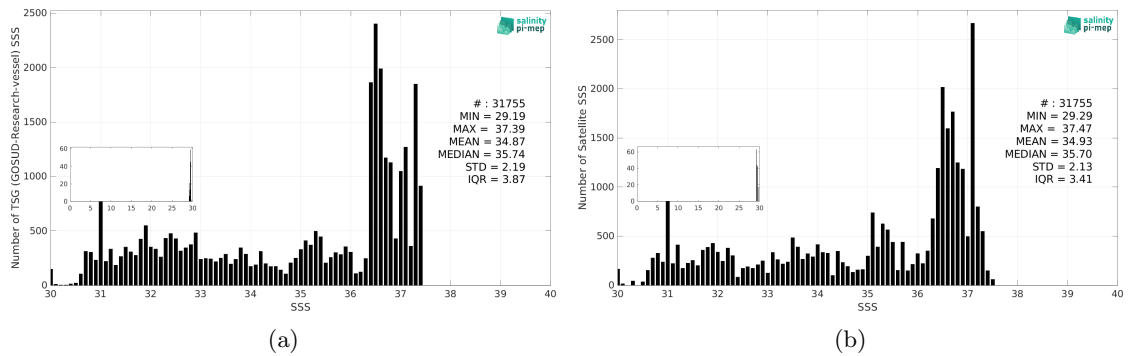 salinity
pi-mep
Number of TSG (GOSUD-Research-vessel) SSS
2500
2000
1500
1000
500
0
# : 31755
MIN = 29.19
MAX = 37.39
MEAN = 34.87
MEDIAN = 35.74
STD = 2.19
IQR = 3.87
60
40
20
0
0 5 10 15 20 25 30
30 31 32 33 34 35 36 37 38 39 40
SSS
(a)
salinity
pi-mep
Number of Satellite SSS
2500
2000
1500
1000
500
0
# : 31755
MIN = 29.29
MAX = 37.47
MEAN = 34.93
MEDIAN = 35.70
STD = 2.13
IQR = 3.41
60
40
20
0
0 5 10 15 20 25 30
30 31 32 33 34 35 36 37 38 39 40
SSS
(b)